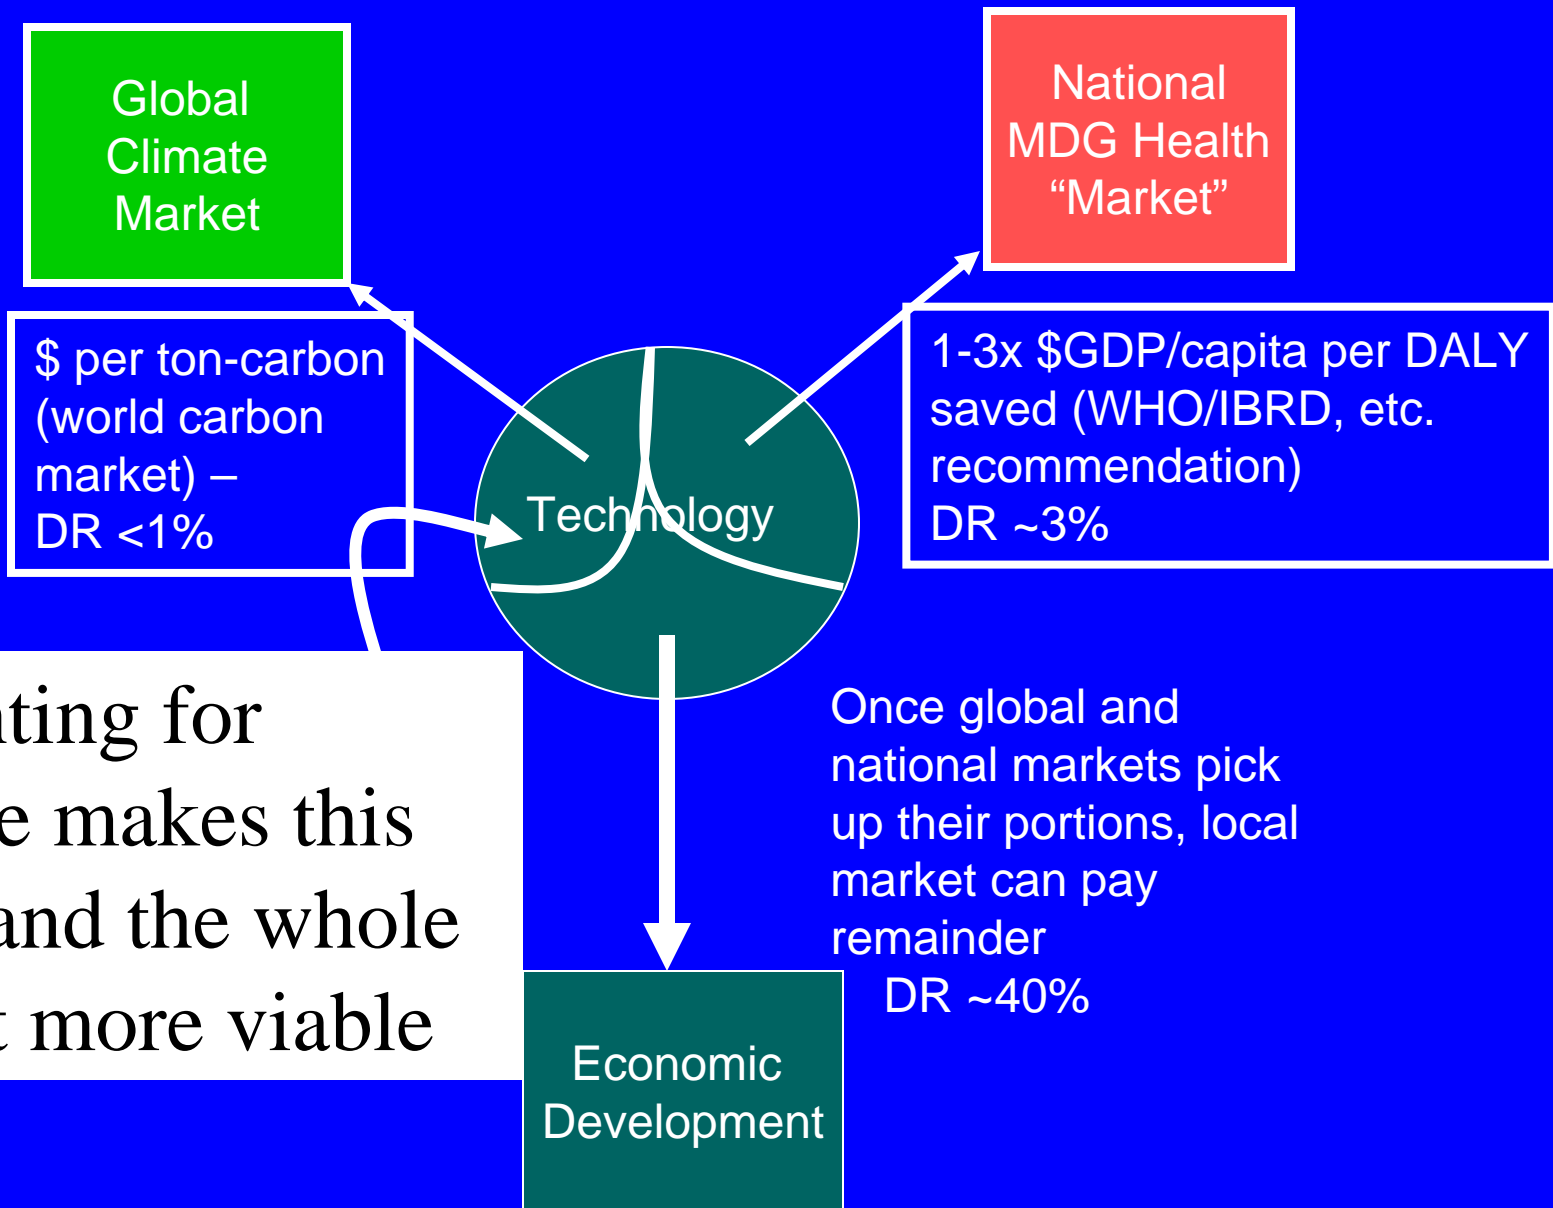 Global
Climate
Market
National
MDG Health
“Market”
$ per ton-carbon
(world carbon
market) –
DR <1%
1-3x $GDP/capita per DALY
saved (WHO/IBRD, etc.
recommendation)
DR ~3%
Technology
for
makes this
and the whole
more viable
Once global and
national markets pick
up their portions, local
market can pay
remainder
DR ~40%
Economic
Development